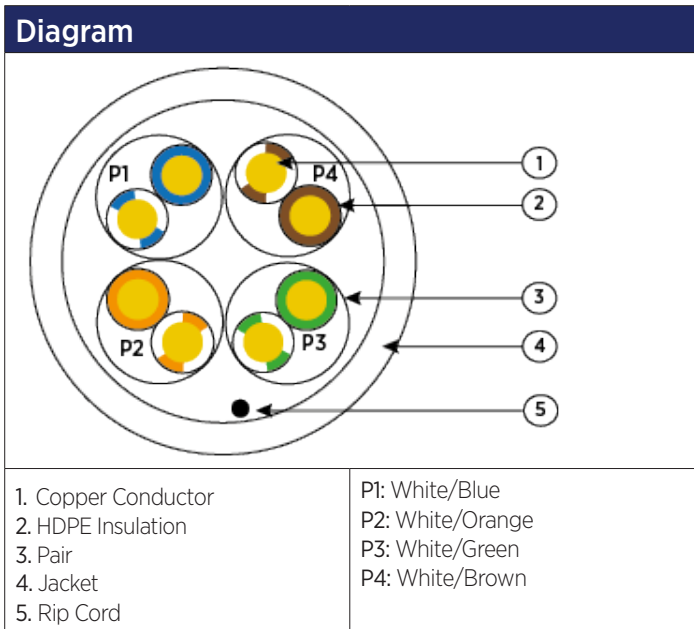 Diagram
P1
P4
P2
P3
1
2
3
4
5
1. Copper Conductor
2. HDPE Insulation
3. Pair
4. Jacket
5. Rip Cord
P1: White/Blue
P2: White/Orange
P3: White/Green
P4: White/Brown